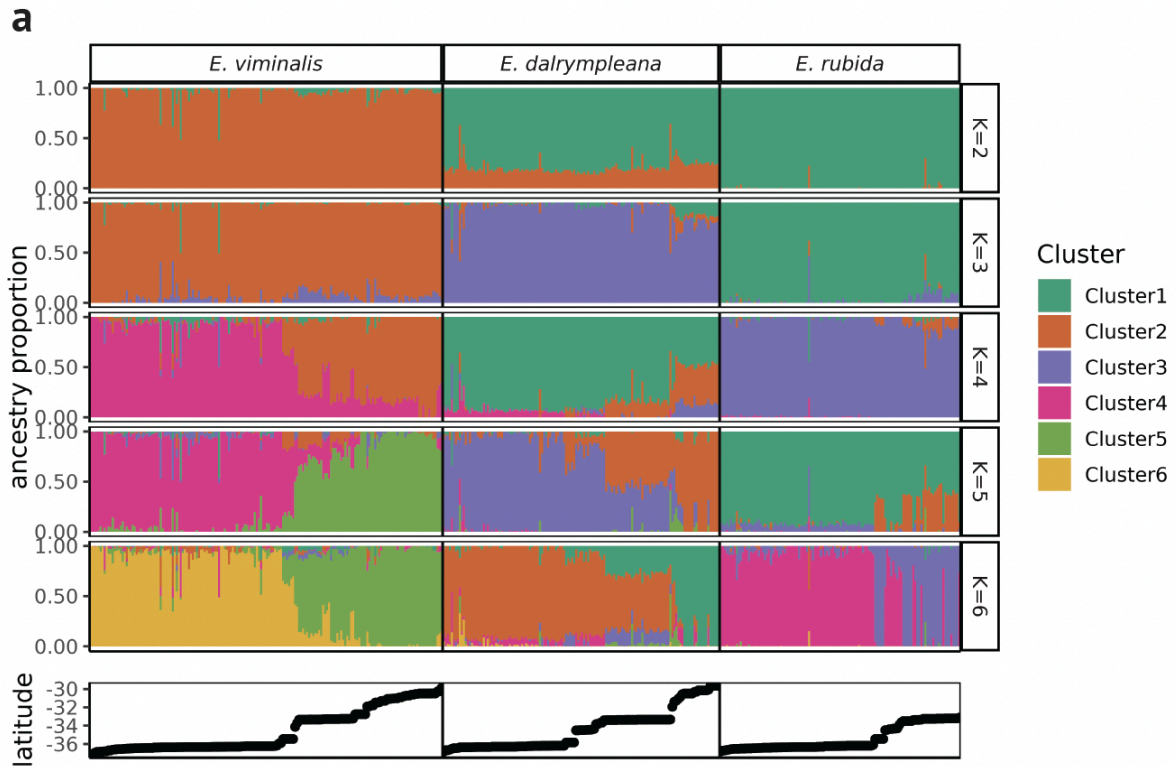 a
E. viminalis E. dalrympleana E. rubida
1.00
0.50
0.00
K=2
1.00
0.50
0.00
K=3
1.00
0.50
0.00
K=4
1.00
0.50
0.00
K=5
1.00
0.50
0.00
K=6
ancestry proportion
Cluster
Cluster1
Cluster2
Cluster3
Cluster4
Cluster5
Cluster6
latitude
-30
-32
-34
-36